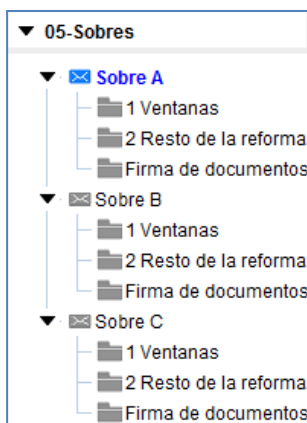 05-Sobres
Sobre A
1 Ventanas
2 Resto de la reforma
Firma de documentos
Sobre B
1 Ventanas
2 Resto de la reforma
Firma de documentos
Sobre C
1 Ventanas
2 Resto de la reforma
Firma de documentos